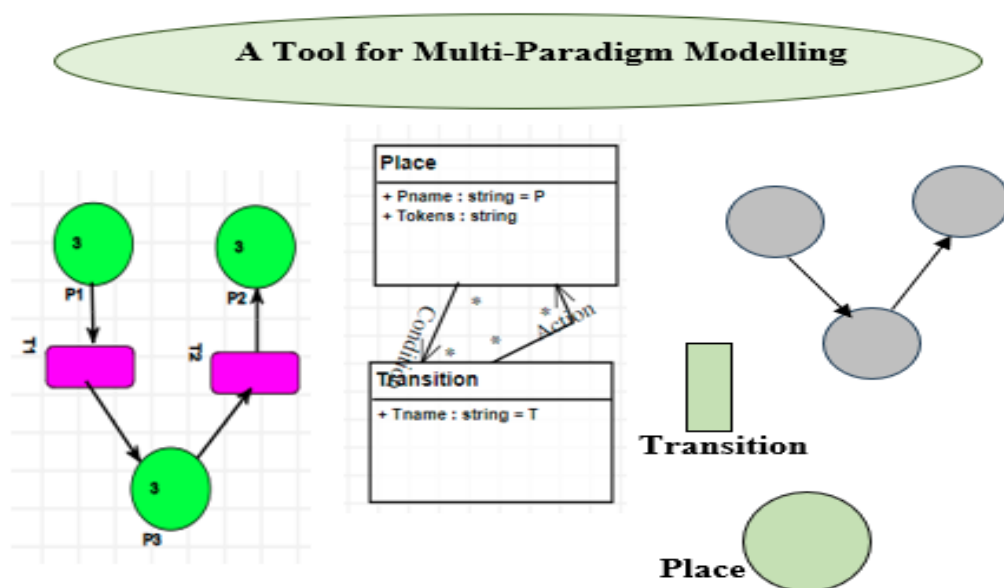 A Tool for Multi-Paradigm Modelling
3
P1
T1
3
P2
T2
3
P3
Place
+ Pname : string = P
+ Tokens : string
*
*
Condition
Action
*
*
Transition
+ Tname : string = T
Transition
Place